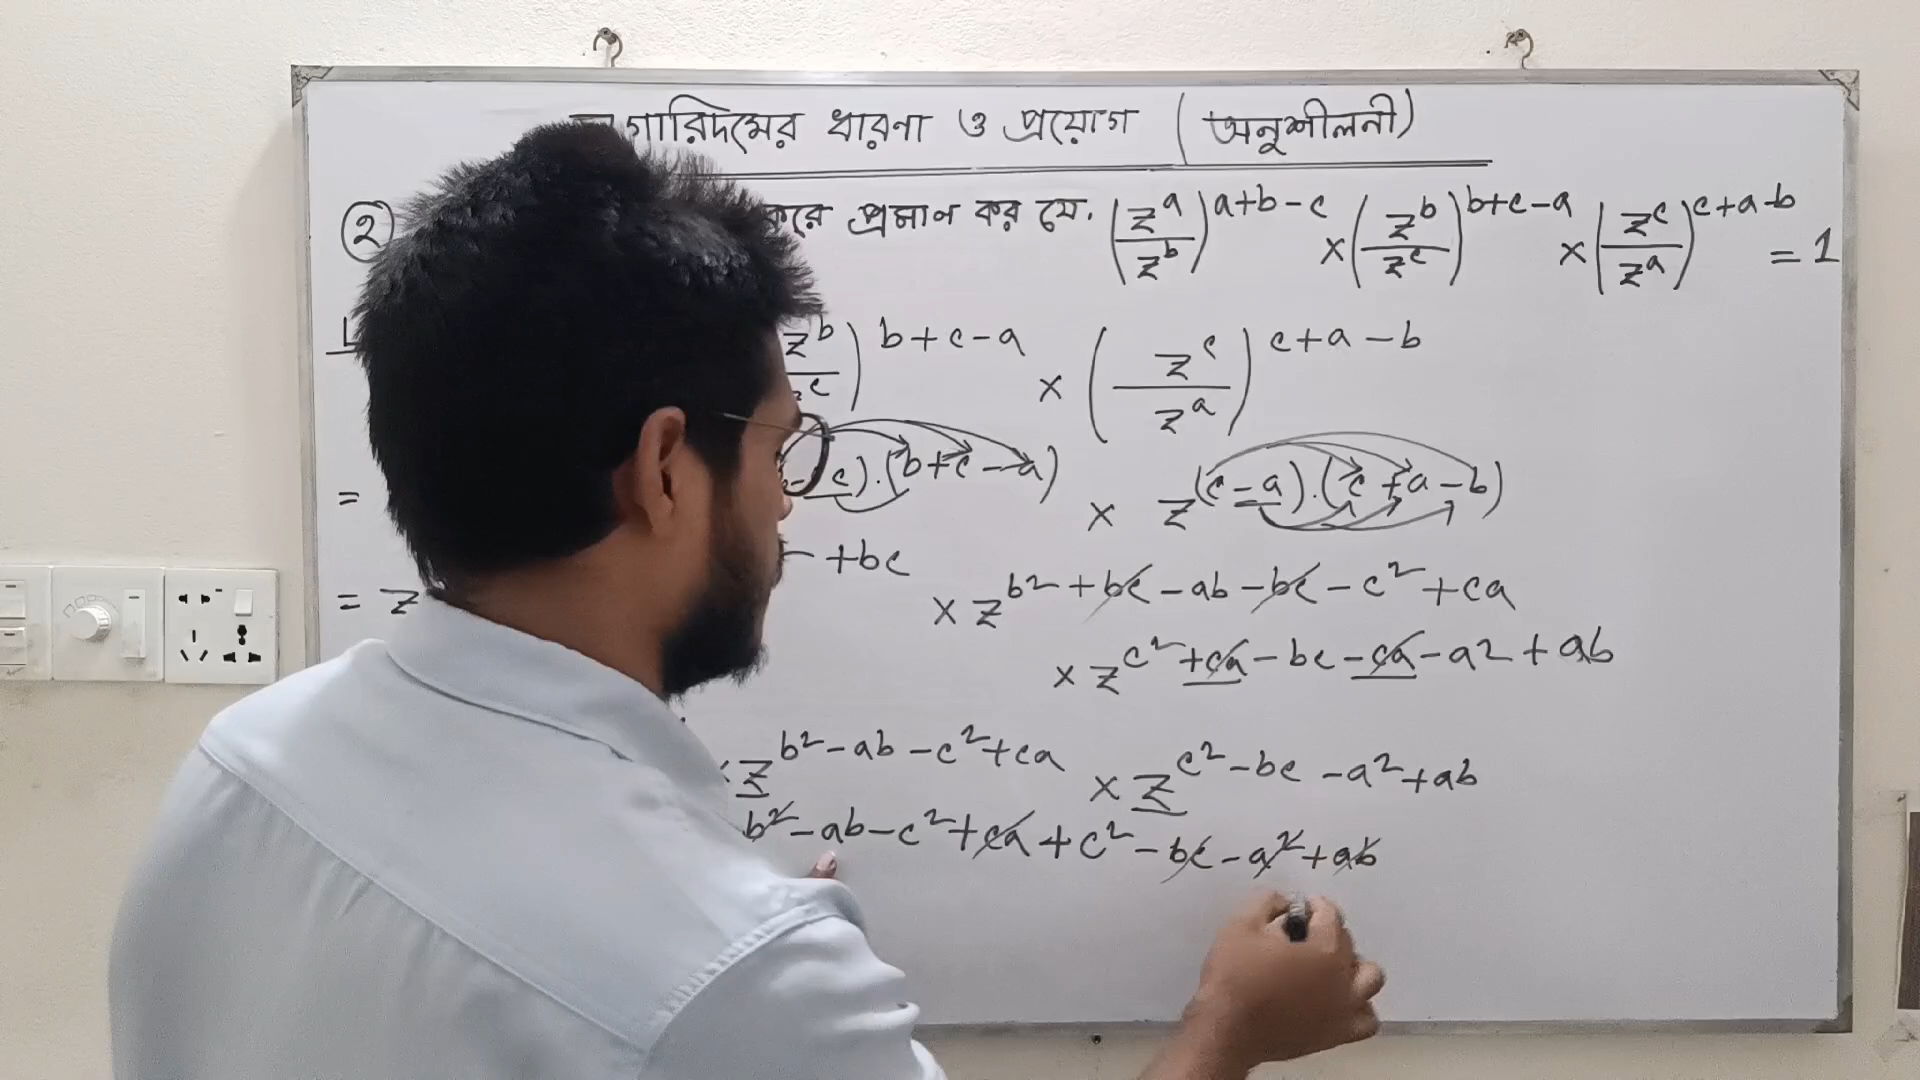 গারিদমের ধারনা ও প্রয়োগ (অনুশীলনী)
২ করে প্রমান কর যে, (z^a/z^b)^(a+b-c) × (z^b/z^c)^(b+c-a) × (z^c/z^a)^(c+a-b) = 1
z^b)^(b+c-a) × (z^c/z^a)^(c+a-b)
= c).(b+c-a) × z^(c-a).(c+a-b)
= z +bc × z^(b²+bc-ab-bc-c²+ca)
× z^(c²+ca-bc-ca-a2+ab)
× z^(b²-ab-c²+ca) × z^(c²-bc-a²+ab)
b²-ab-c²+ca+c²-bc-a²+ab